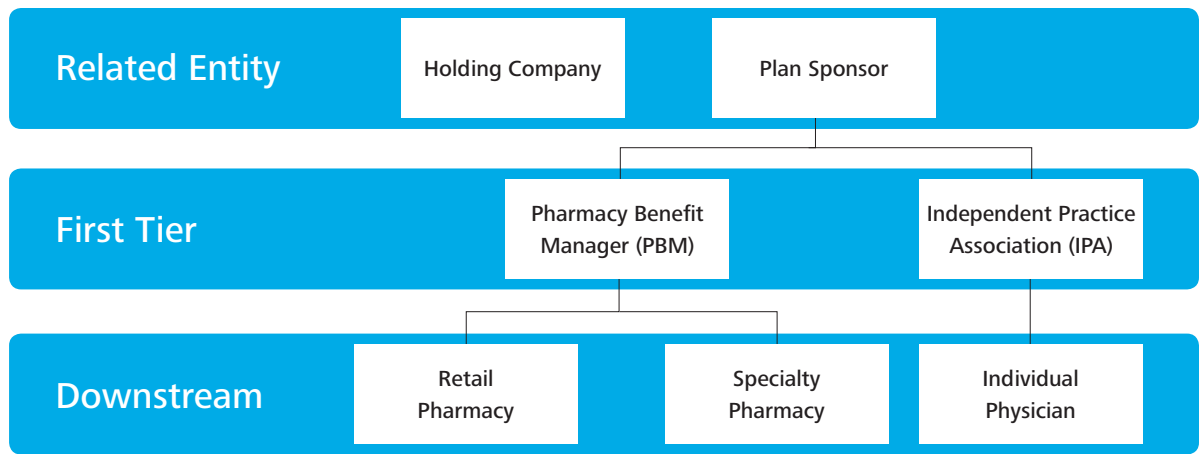 Related Entity
Holding Company
Plan Sponsor
First Tier
Pharmacy Benefit
Manager (PBM)
Independent Practice
Association (IPA)
Downstream
Retail
Pharmacy
Specialty
Pharmacy
Individual
Physician